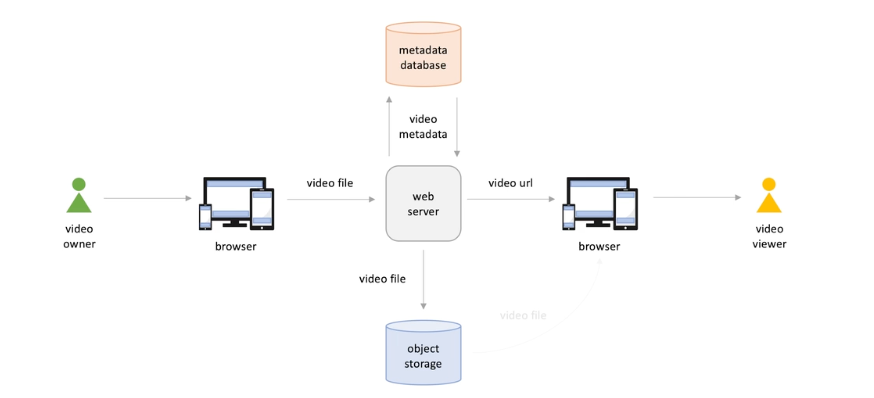 metadata
database
video
metadata
video file
web
server
video url
video
owner
browser
browser
video
viewer
video file
video file
object
storage